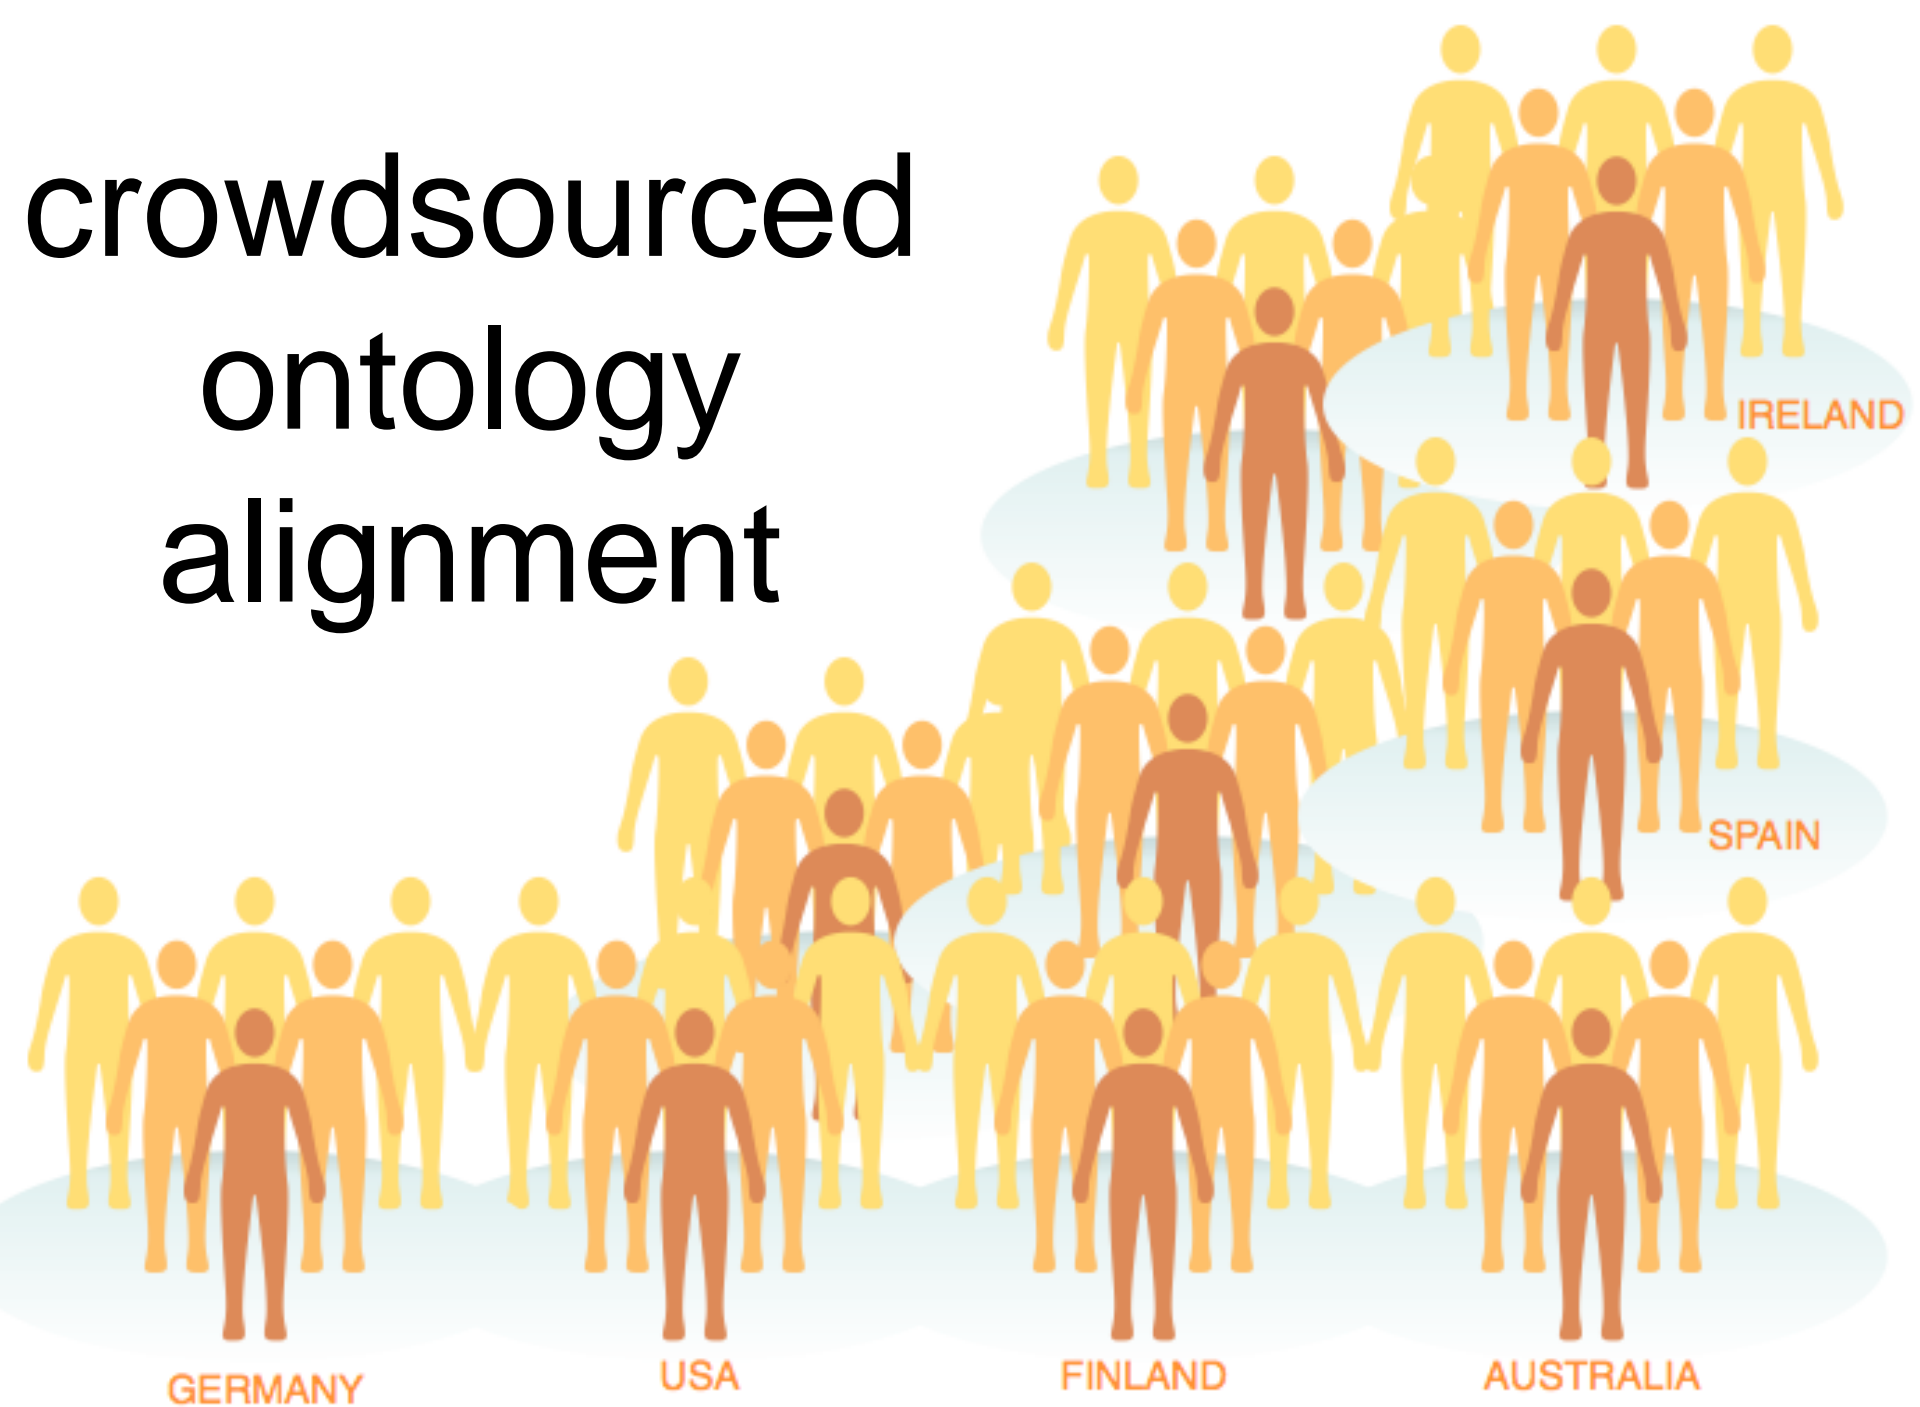 crowdsourced
ontology
alignment
IRELAND
SPAIN
GERMANY
USA
FINLAND
AUSTRALIA